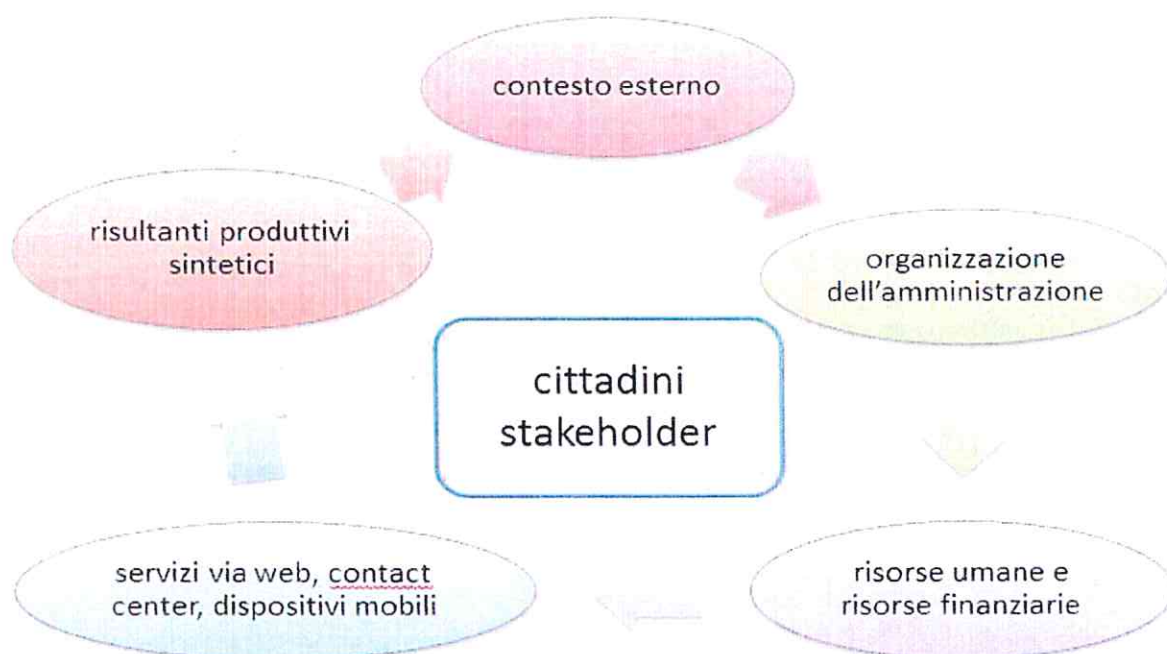 contesto esterno
risultanti produttivi
sintetici
organizzazione
dell'amministrazione
cittadini
stakeholder
servizi via web, contact
center, dispositivi mobili
risorse umane e
risorse finanziarie